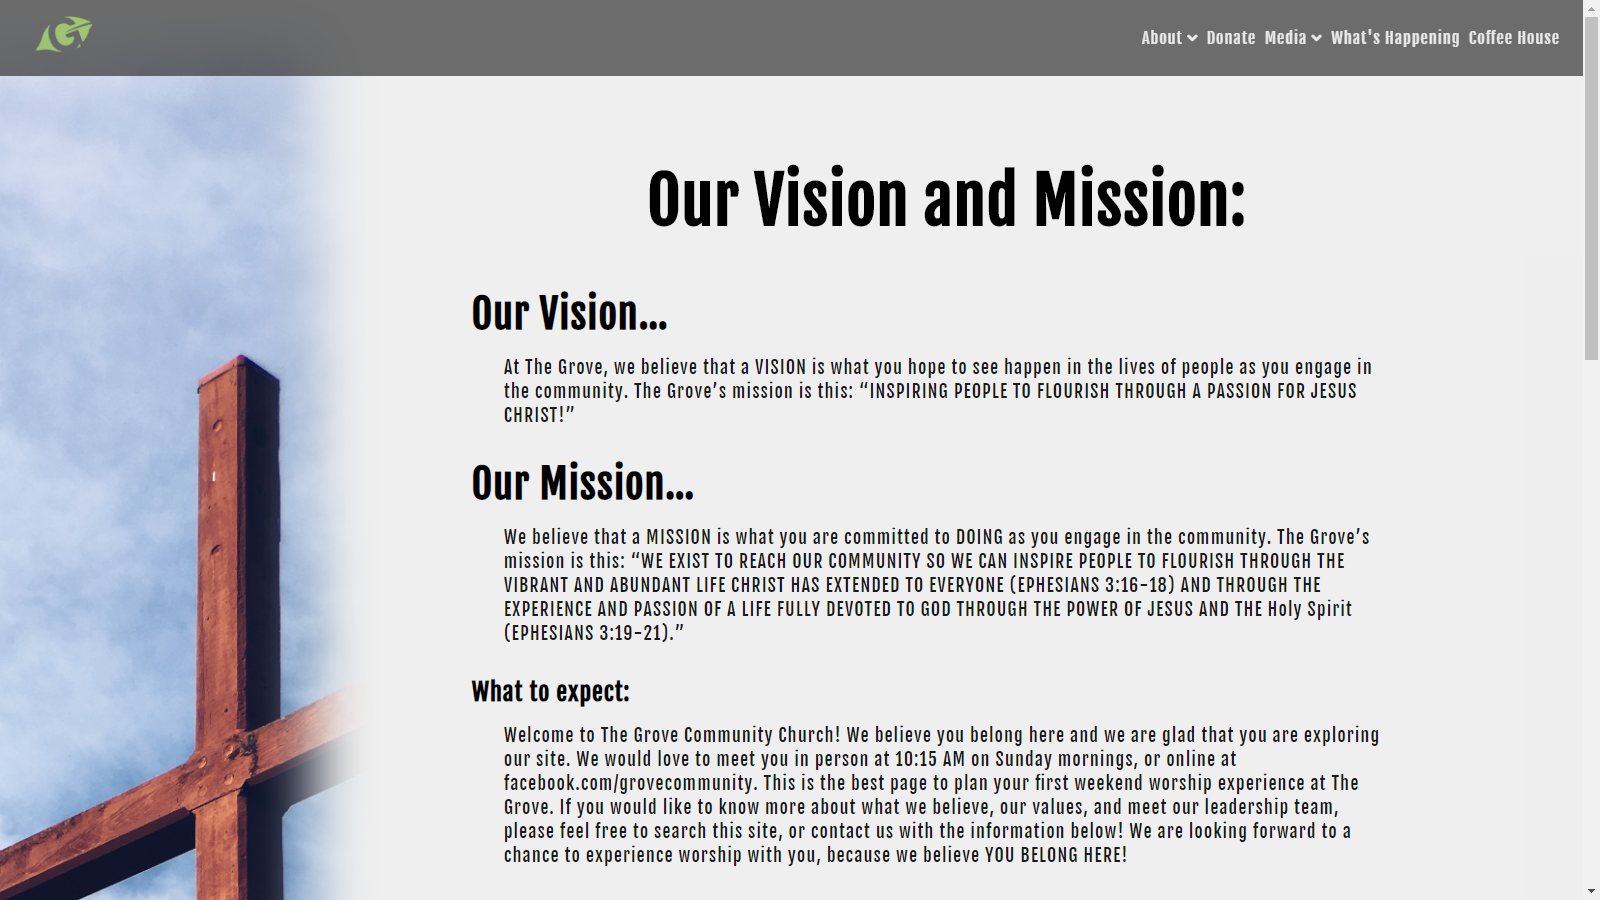 About Donate Media What's Happening Coffee House
Our Vision and Mission:
Our Vision...
At The Grove, we believe that a VISION is what you hope to see happen in the lives of people as you engage in
the community. The Grove’s mission is this: “INSPIRING PEOPLE TO FLOURISH THROUGH A PASSION FOR JESUS
CHRIST!”
Our Mission...
We believe that a MISSION is what you are committed to DOING as you engage in the community. The Grove’s
mission is this: “WE EXIST TO REACH OUR COMMUNITY SO WE CAN INSPIRE PEOPLE TO FLOURISH THROUGH THE
VIBRANT AND ABUNDANT LIFE CHRIST HAS EXTENDED TO EVERYONE (EPHESIANS 3:16-18) AND THROUGH THE
EXPERIENCE AND PASSION OF A LIFE FULLY DEVOTED TO GOD THROUGH THE POWER OF JESUS AND THE Holy Spirit
(EPHESIANS 3:19-21).”
What to expect:
Welcome to The Grove Community Church! We believe you belong here and we are glad that you are exploring
our site. We would love to meet you in person at 10:15 AM on Sunday mornings, or online at
facebook.com/grovecommunity. This is the best page to plan your first weekend worship experience at The
Grove. If you would like to know more about what we believe, our values, and meet our leadership team,
please feel free to search this site, or contact us with the information below! We are looking forward to a
chance to experience worship with you, because we believe YOU BELONG HERE!